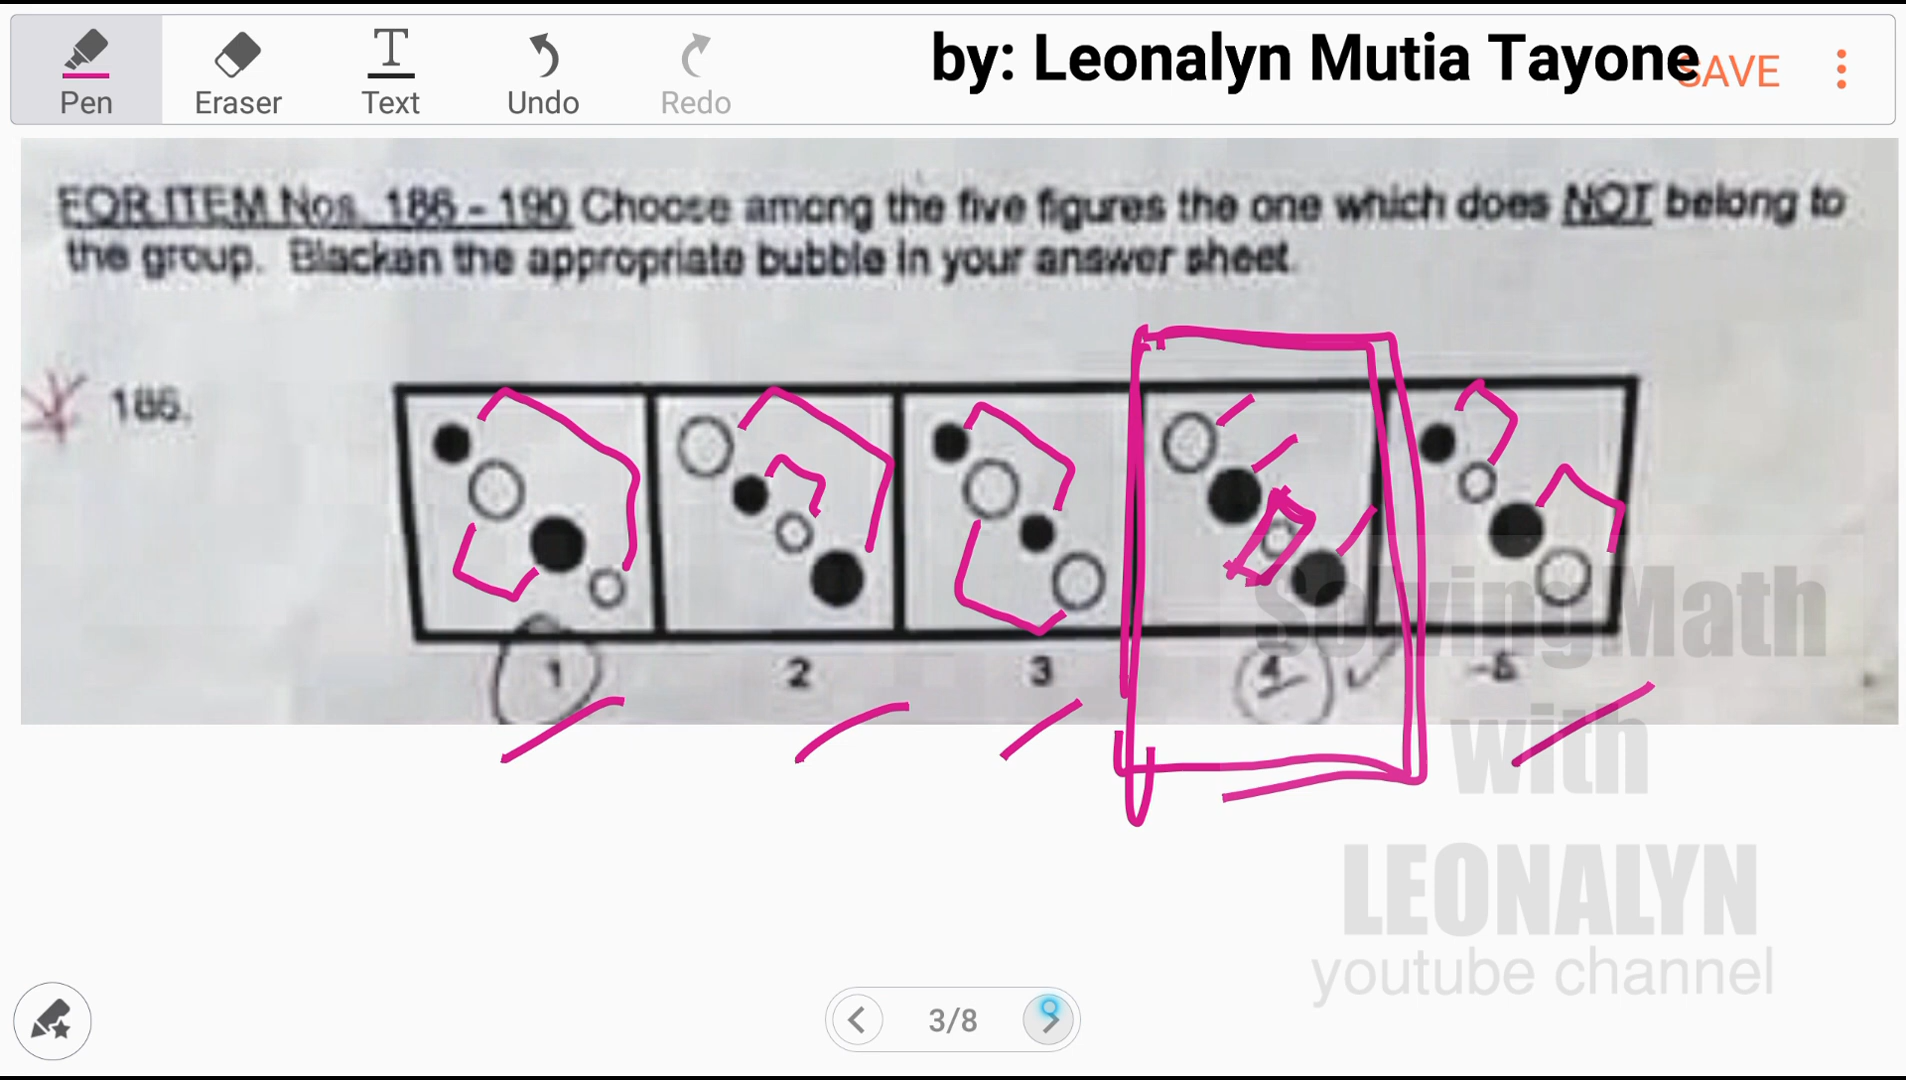 by: Leonalyn Mutia Tayone
SAVE
Pen
Eraser
Text
Undo
Redo
FOR ITEM Nos. 186 - 190 Choose among the five figures the one which does NOT belong to
the group. Blacken the appropriate bubble in your answer sheet.
186.
1
2
3
4
5
SolvingMath
with
LEONALYN
youtube channel
3/8